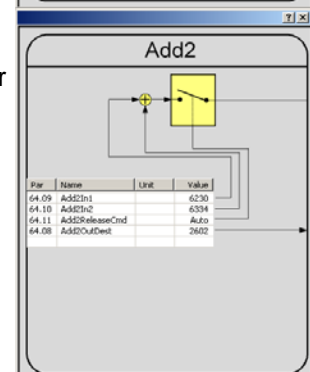 ? ×
Add2
r
+
Par Name Unit Value
64.09 Add2In1 6230
64.10 Add2In2 6334
64.11 Add2ReleaseCmd Auto
64.08 Add2OutDest 2602